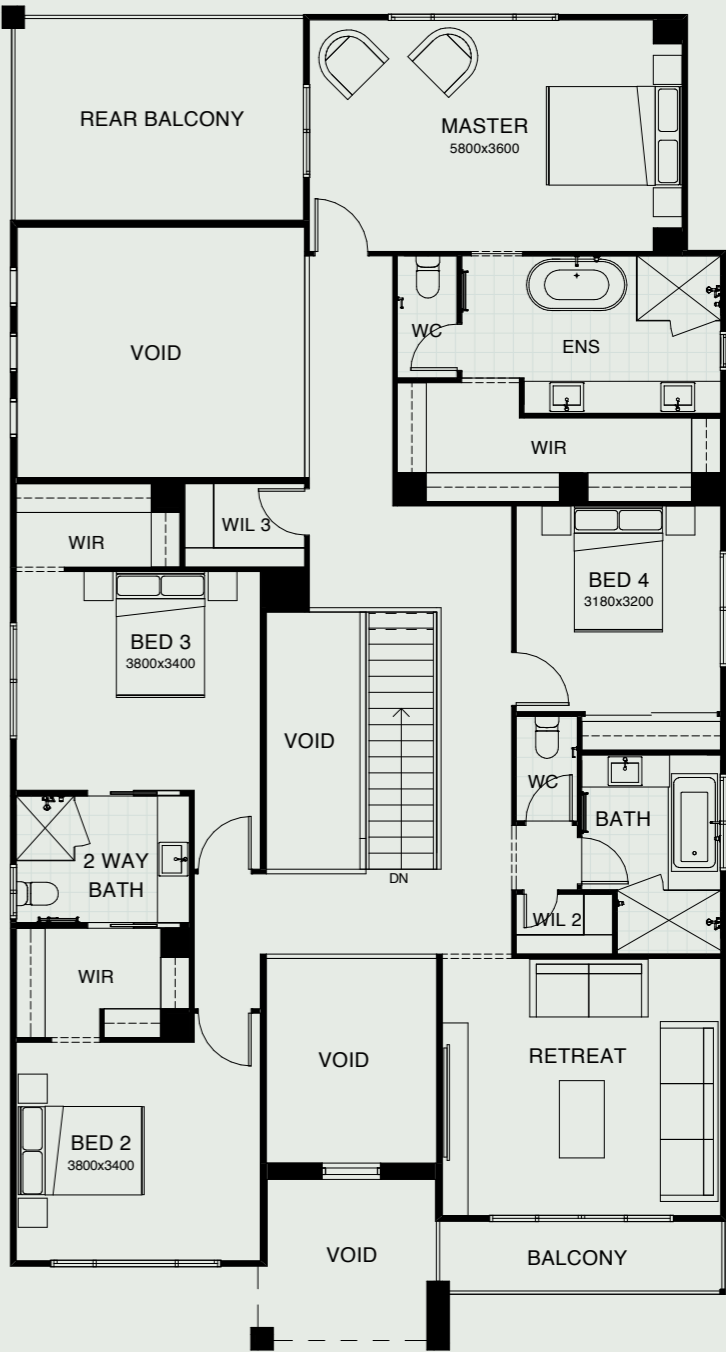 REAR BALCONY
MASTER
5800x3600
VOID
WC
ENS
WIR
WIR
WIL 3
BED 4
3180x3200
BED 3
3800x3400
VOID
WC
BATH
2 WAY
BATH
DN
WIL 2
WIR
VOID
RETREAT
BED 2
3800x3400
VOID
BALCONY